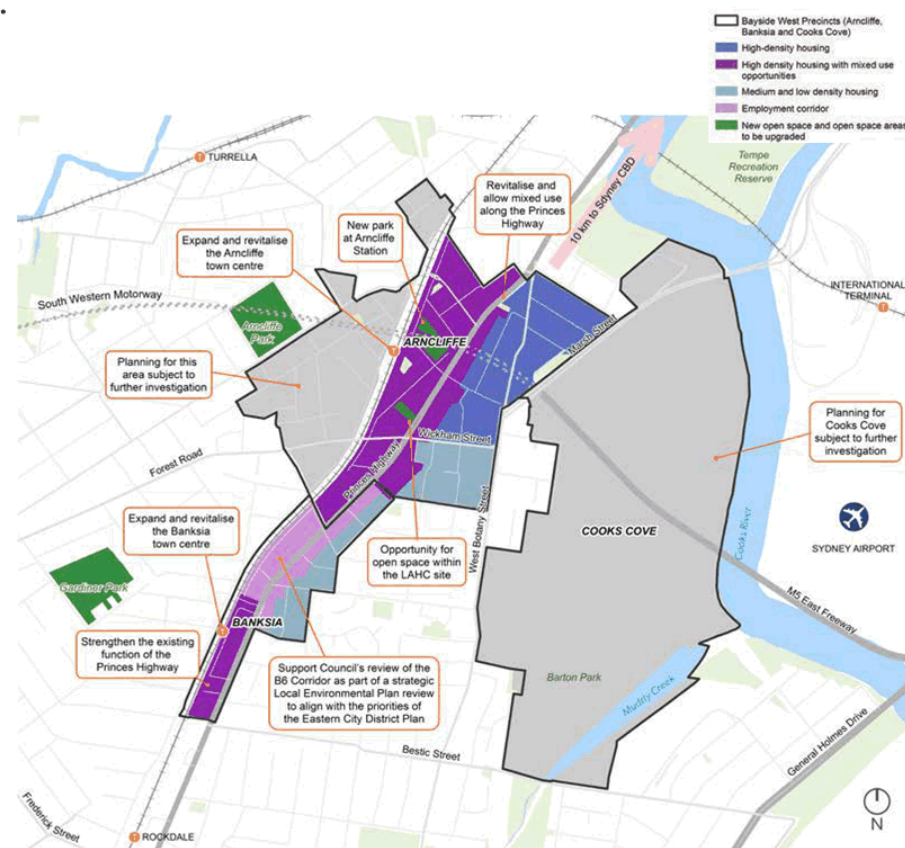 Bayside West Precincts (Arncliffe,
Banksia and Cooks Cove)
High-density housing
High density housing with mixed use
opportunities
Medium and low density housing
Employment corridor
New open space and open space areas
to be upgraded
TURRELLA
Tempe
Recreation
Reserve
10 km to Sdyney CBD
Revitalise and
allow mixed use
along the Princes
Highway
New park
at Arncliffe
Station
Expand and revitalise
the Arncliffe
town centre
INTERNATIONAL
TERMINAL
South Western Motorway
Arncliffe
Park
ARNCLIFFE
Marsh Street
Planning for this
area subject to
further investigation
Planning for
Cooks Cove
subject to further
investigation
Wickham Street
Forest Road
Princes Highway
Expand and revitalise
the Banksia
town centre
Opportunity for
open space within
the LAHC site
West Botany Street
COOKS COVE
Cooks River
SYDNEY AIRPORT
Gardiner Park
BANKSIA
M5 East Freeway
Strengthen the existing
function of the
Princes Highway
Support Council's review of the
B6 Corridor as part of a strategic
Local Environmental Plan review
to align with the priorities of
the Eastern City District Plan
Barton Park
Muddy Creek
Bestic Street
General Holmes Drive
Frederick Street
ROCKDALE
N